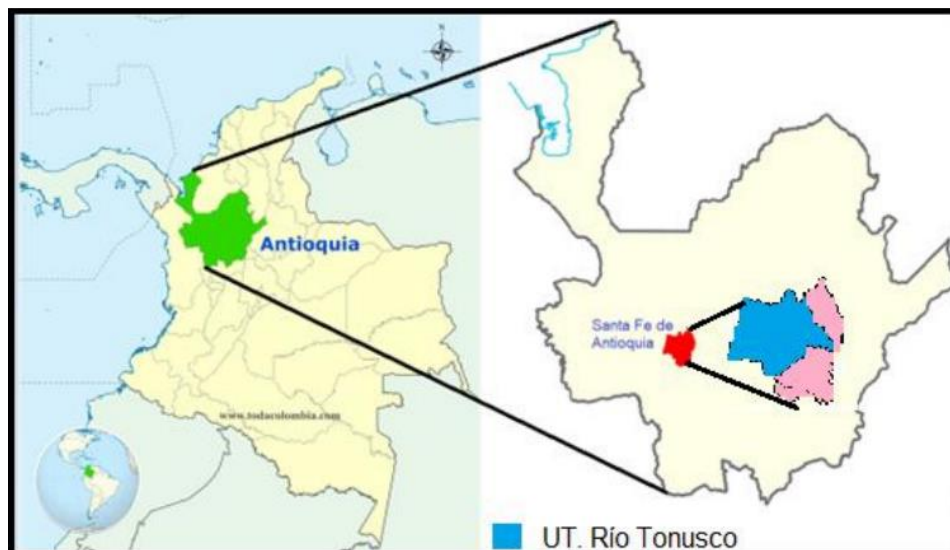 N
Antioquia
www.todacolombia.com
Santa Fe de
Antioquia
UT. Río Tonusco